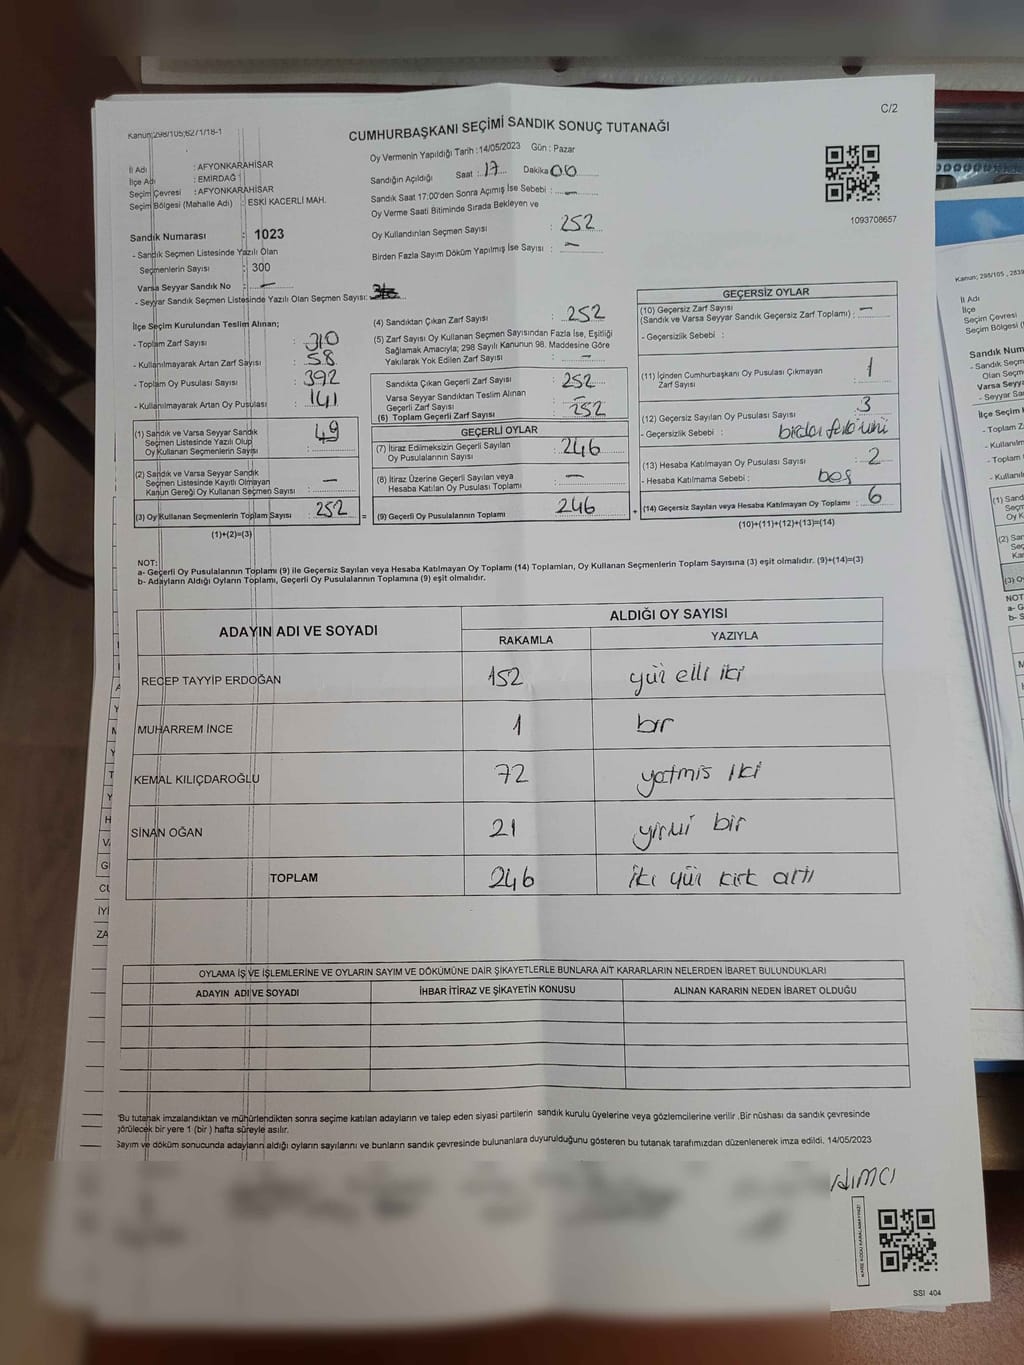 C/2
Kanun;298/105,6271/18-1
CUMHURBAŞKANI SEÇİMİ SANDIK SONUÇ TUTANAĞI
İl Adı : AFYONKARAHİSAR
İlçe Adı : EMİRDAĞ
Seçim Çevresi : AFYONKARAHİSAR
Seçim Bölgesi (Mahalle Adı) : ESKİ KACERLİ MAH.
Sandık Numarası : 1023
- Sandık Seçmen Listesinde Yazılı Olan
Seçmenlerin Sayısı : 300
Varsa Seyyar Sandık No : —
- Seyyar Sandık Seçmen Listesinde Yazılı Olan Seçmen Sayısı:
Oy Vermenin Yapıldığı Tarih : 14/05/2023 Gün : Pazar
Sandığın Açıldığı Saat : 17 Dakika 00
Sandık Saat 17:00'den Sonra Açımış İse Sebebi : —
Oy Verme Saati Bitiminde Sırada Bekleyen ve
Oy Kullandırılan Seçmen Sayısı : 252
Birden Fazla Sayım Döküm Yapılmış İse Sayısı : —
1093708657
İlçe Seçim Kurulundan Teslim Alınan;
- Toplam Zarf Sayısı : 310
- Kullanılmayarak Artan Zarf Sayısı : 58
- Toplam Oy Pusulası Sayısı : 392
- Kullanılmayarak Artan Oy Pusulası : 141
(1) Sandık ve Varsa Seyyar Sandık
Seçmen Listesinde Yazılı Olup
Oy Kullanan Seçmenlerin Sayısı : 49
(2) Sandık ve Varsa Seyyar Sandık
Seçmen Listesinde Kayıtlı Olmayan
Kanun Gereği Oy Kullanan Seçmen Sayısı : —
(3) Oy Kullanan Seçmenlerin Toplam Sayısı : 252 =
(1)+(2)=(3)
(4) Sandıktan Çıkan Zarf Sayısı : 252
(5) Zarf Sayısı Oy Kullanan Seçmen Sayısından Fazla İse, Eşitliği
Sağlamak Amacıyla; 298 Sayılı Kanunun 98. Maddesine Göre
Yakılarak Yok Edilen Zarf Sayısı : —
Sandıkta Çıkan Geçerli Zarf Sayısı : 252
Varsa Seyyar Sandıktan Teslim Alınan
Geçerli Zarf Sayısı : —
(6) Toplam Geçerli Zarf Sayısı : 252
GEÇERLİ OYLAR
(7) İtiraz Edilmeksizin Geçerli Sayılan
Oy Pusulalarının Sayısı : 246
(8) İtiraz Üzerine Geçerli Sayılan veya
Hesaba Katılan Oy Pusulası Toplamı : —
(9) Geçerli Oy Pusulalarının Toplamı : 246 +
GEÇERSİZ OYLAR
(10) Geçersiz Zarf Sayısı
(Sandık ve Varsa Seyyar Sandık Geçersiz Zarf Toplamı) : —
- Geçersizlik Sebebi :
(11) İçinden Cumhurbaşkanı Oy Pusulası Çıkmayan
Zarf Sayısı : 1
(12) Geçersiz Sayılan Oy Pusulası Sayısı : 3
- Geçersizlik Sebebi :
(13) Hesaba Katılmayan Oy Pusulası Sayısı : 2
- Hesaba Katılmama Sebebi : boş
(14) Geçersiz Sayılan veya Hesaba Katılmayan Oy Toplamı : 6
(10)+(11)+(12)+(13)=(14)
NOT:
a- Geçerli Oy Pusulalarının Toplamı (9) ile Geçersiz Sayılan veya Hesaba Katılmayan Oy Toplamı (14) Toplamları, Oy Kullanan Seçmenlerin Toplam Sayısına (3) eşit olmalıdır. (9)+(14)=(3)
b- Adayların Aldığı Oyların Toplamı, Geçerli Oy Pusulalarının Toplamına (9) eşit olmalıdır.
ADAYIN ADI VE SOYADI
ALDIĞI OY SAYISI
RAKAMLA YAZIYLA
RECEP TAYYİP ERDOĞAN 152 yüz elli iki
MUHARREM İNCE 1 bir
KEMAL KILIÇDAROĞLU 72 yetmis iki
SİNAN OĞAN 21 yirmi bir
TOPLAM 246 iki yüz kırk altı
OYLAMA İŞ VE İŞLEMLERİNE VE OYLARIN SAYIM VE DÖKÜMÜNE DAİR ŞİKAYETLERLE BUNLARA AİT KARARLARIN NELERDEN İBARET BULUNDUKLARI
ADAYIN ADI VE SOYADI İHBAR İTİRAZ VE ŞİKAYETİN KONUSU ALINAN KARARIN NEDEN İBARET OLDUĞU
Bu tutanak imzalandıktan ve mühürlendikten sonra seçime katılan adayların ve talep eden siyasi partilerin sandık kurulu üyelerine veya gözlemcilerine verilir .Bir nüshası da sandık çevresinde
görülecek bir yere 1 (bir ) hafta süreyle asılır.
Sayım ve döküm sonucunda adayların aldığı oyların sayılarını ve bunların sandık çevresinde bulunanlara duyurulduğunu gösteren bu tutanak tarafımızdan düzenlenerek imza edildi. 14/05/2023
KARE KODU KARALAMAYINIZ!
SSI 404
Kanun; 298/105
İl Adı
İlçe
Seçim Çevresi
Sandık Num